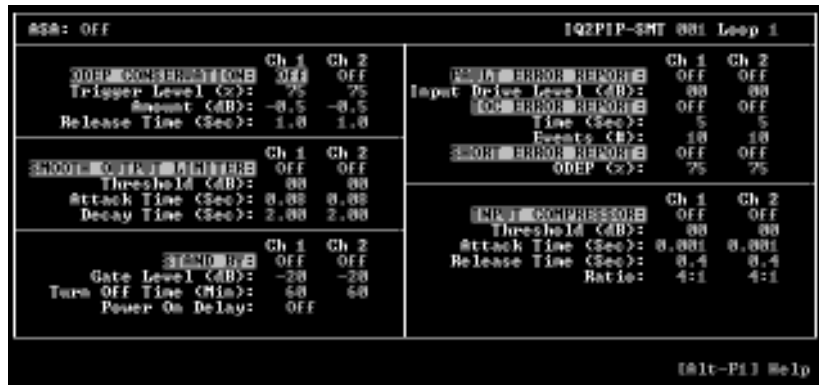 ASA: OFF
IQ2PIP-SMT 001 Loop 1
Ch 1 Ch 2
ODEP CONSERVATION: OFF OFF
Trigger Level (%): 75 75
Amount (dB): -0.5 -0.5
Release Time (Sec): 1.0 1.0
Ch 1 Ch 2
SMOOTH OUTPUT LIMITER: OFF OFF
Threshold (dB): 00 00
Attack Time (Sec): 0.08 0.08
Decay Time (Sec): 2.00 2.00
Ch 1 Ch 2
STAND BY: OFF OFF
Gate Level (dB): -20 -20
Turn Off Time (Min): 60 60
Power On Delay: OFF
Ch 1 Ch 2
FAULT ERROR REPORT: OFF OFF
Input Drive Level (dB): 00 00
IOC ERROR REPORT: OFF OFF
Time (Sec): 5 5
Events (#): 10 10
SHORT ERROR REPORT: OFF OFF
ODEP (%): 75 75
Ch 1 Ch 2
INPUT COMPRESSOR: OFF OFF
Threshold (dB): 00 00
Attack Time (Sec): 0.001 0.001
Release Time (Sec): 0.4 0.4
Ratio: 4:1 4:1
[Alt-F1] Help